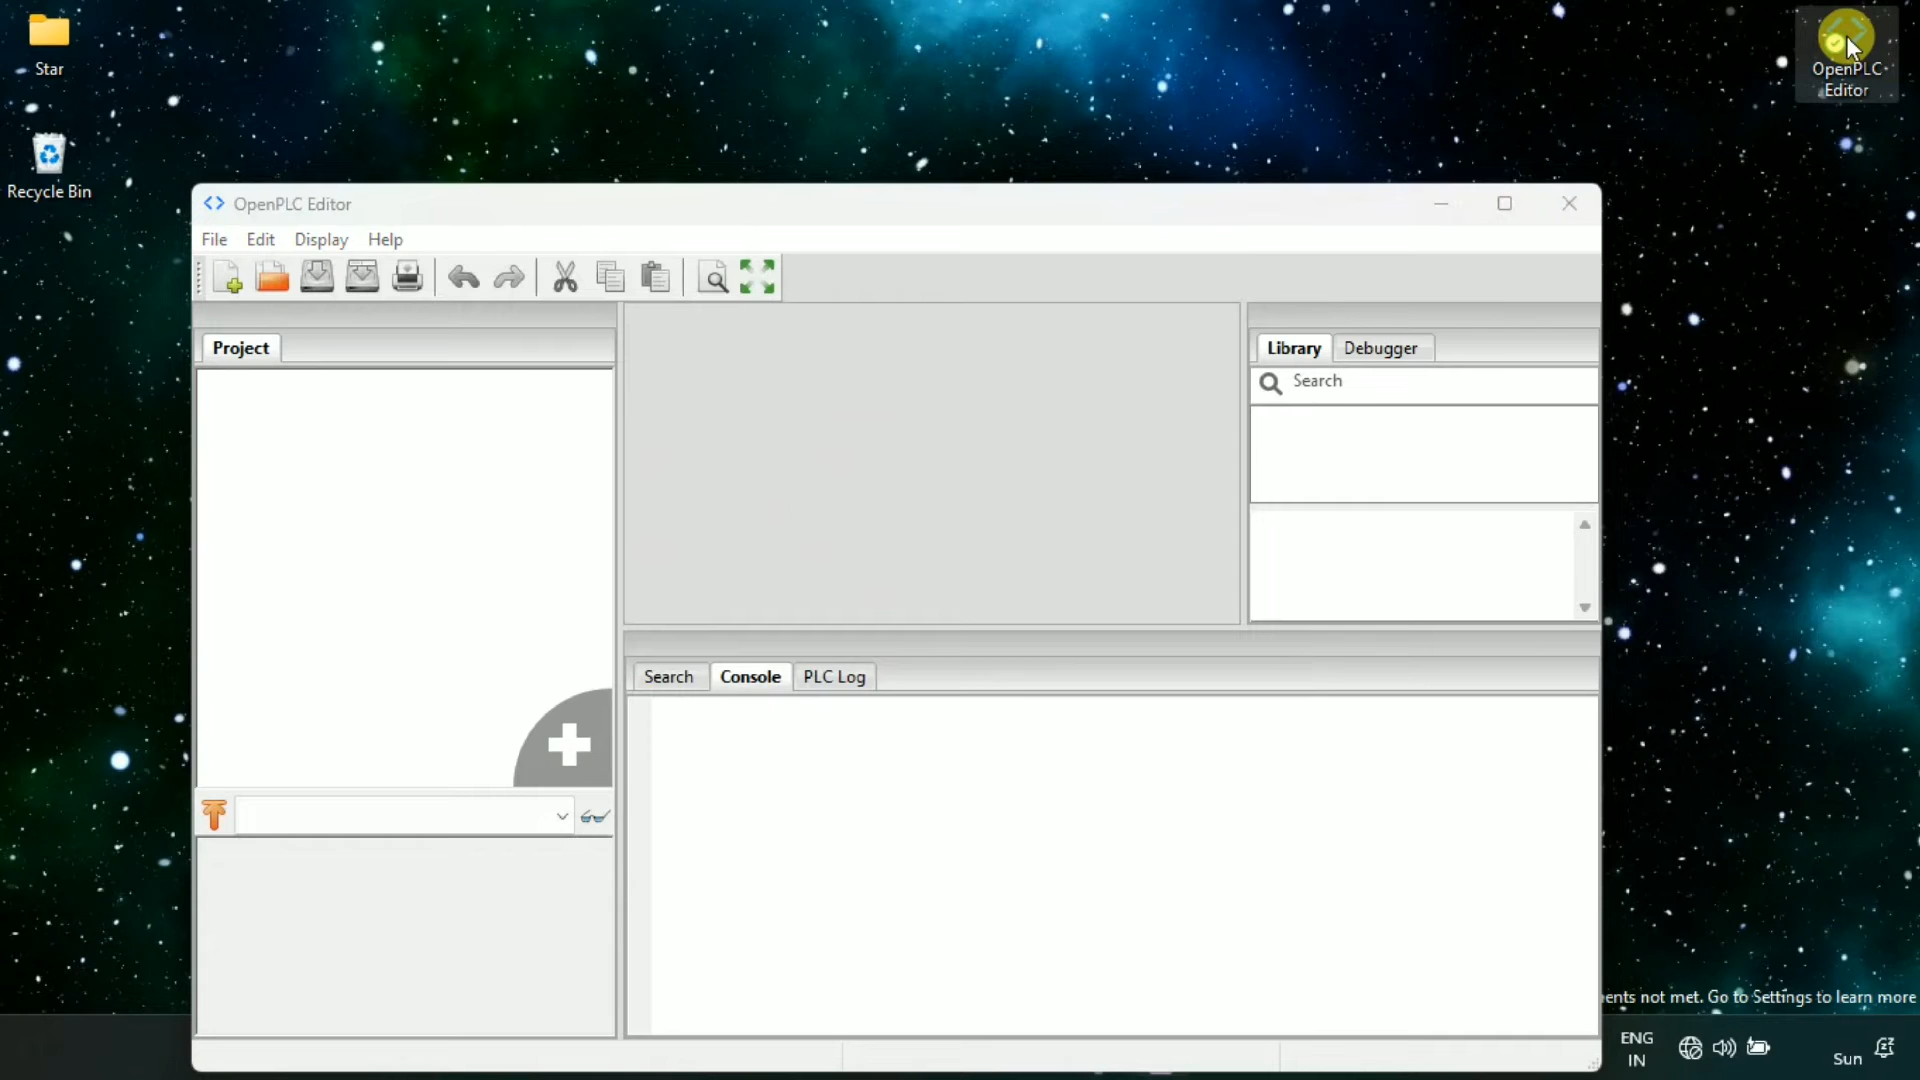 Star
OpenPLC
Editor
Recycle Bin
OpenPLC Editor
File Edit Display Help
Project
Library Debugger
Search
Search Console PLC Log
ents not met. Go to Settings to learn more
ENG
IN
Sun